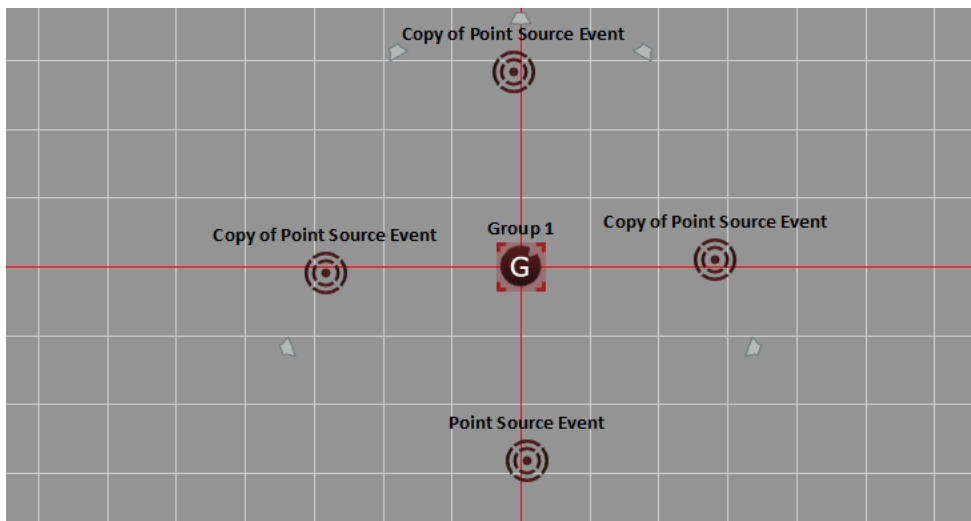 Copy of Point Source Event
Copy of Point Source Event
Group 1
Copy of Point Source Event
G
Point Source Event